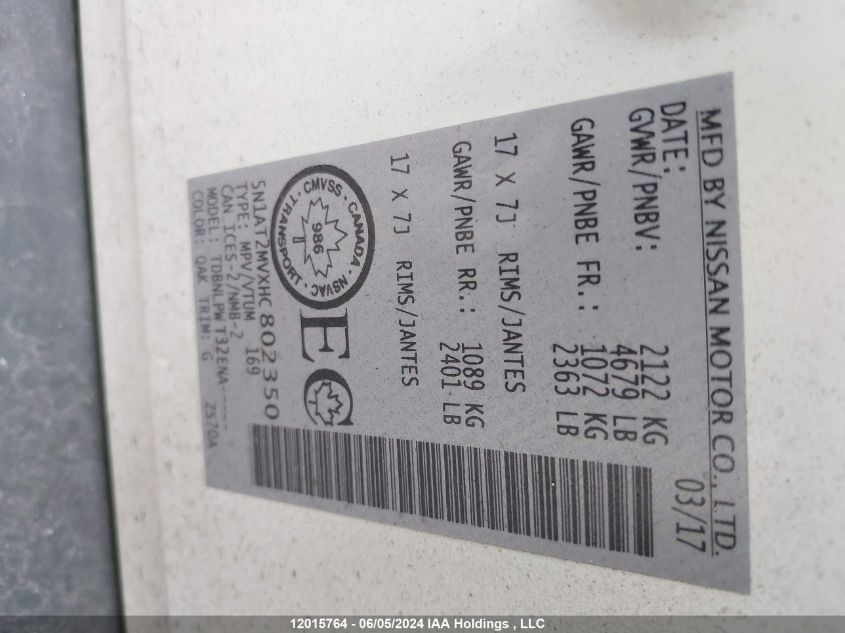 MFD BY NISSAN MOTOR CO., LTD.
DATE: 03/17
GVWR/PNBV: 2122 KG
4679 LB
GAWR/PNBE FR.: 1072 KG
2363 LB
17 X 7J RIMS/JANTES
GAWR/PNBE RR.: 1089 KG
2401 LB
17 X 7J RIMS/JANTES
CMVSS · CANADA · NSVAC · TRANSPORT ·
986
EC
5N1AT2MVXHC802350
TYPE: MPV/VTUM 169
CAN ICES-2/NMB-2
MODEL: TDBNLPWT32ENA-----
COLOR: QAK TRIM: G 2570A
12015764 - 06/05/2024 IAA Holdings , LLC